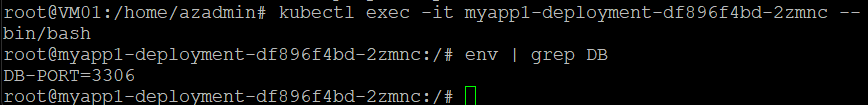 root@VM01:/home/azadmin# kubectl exec -it myapp1-deployment-df896f4bd-2zmnc --
bin/bash
root@myapp1-deployment-df896f4bd-2zmnc:/# env | grep DB
DB-PORT=3306
root@myapp1-deployment-df896f4bd-2zmnc:/#